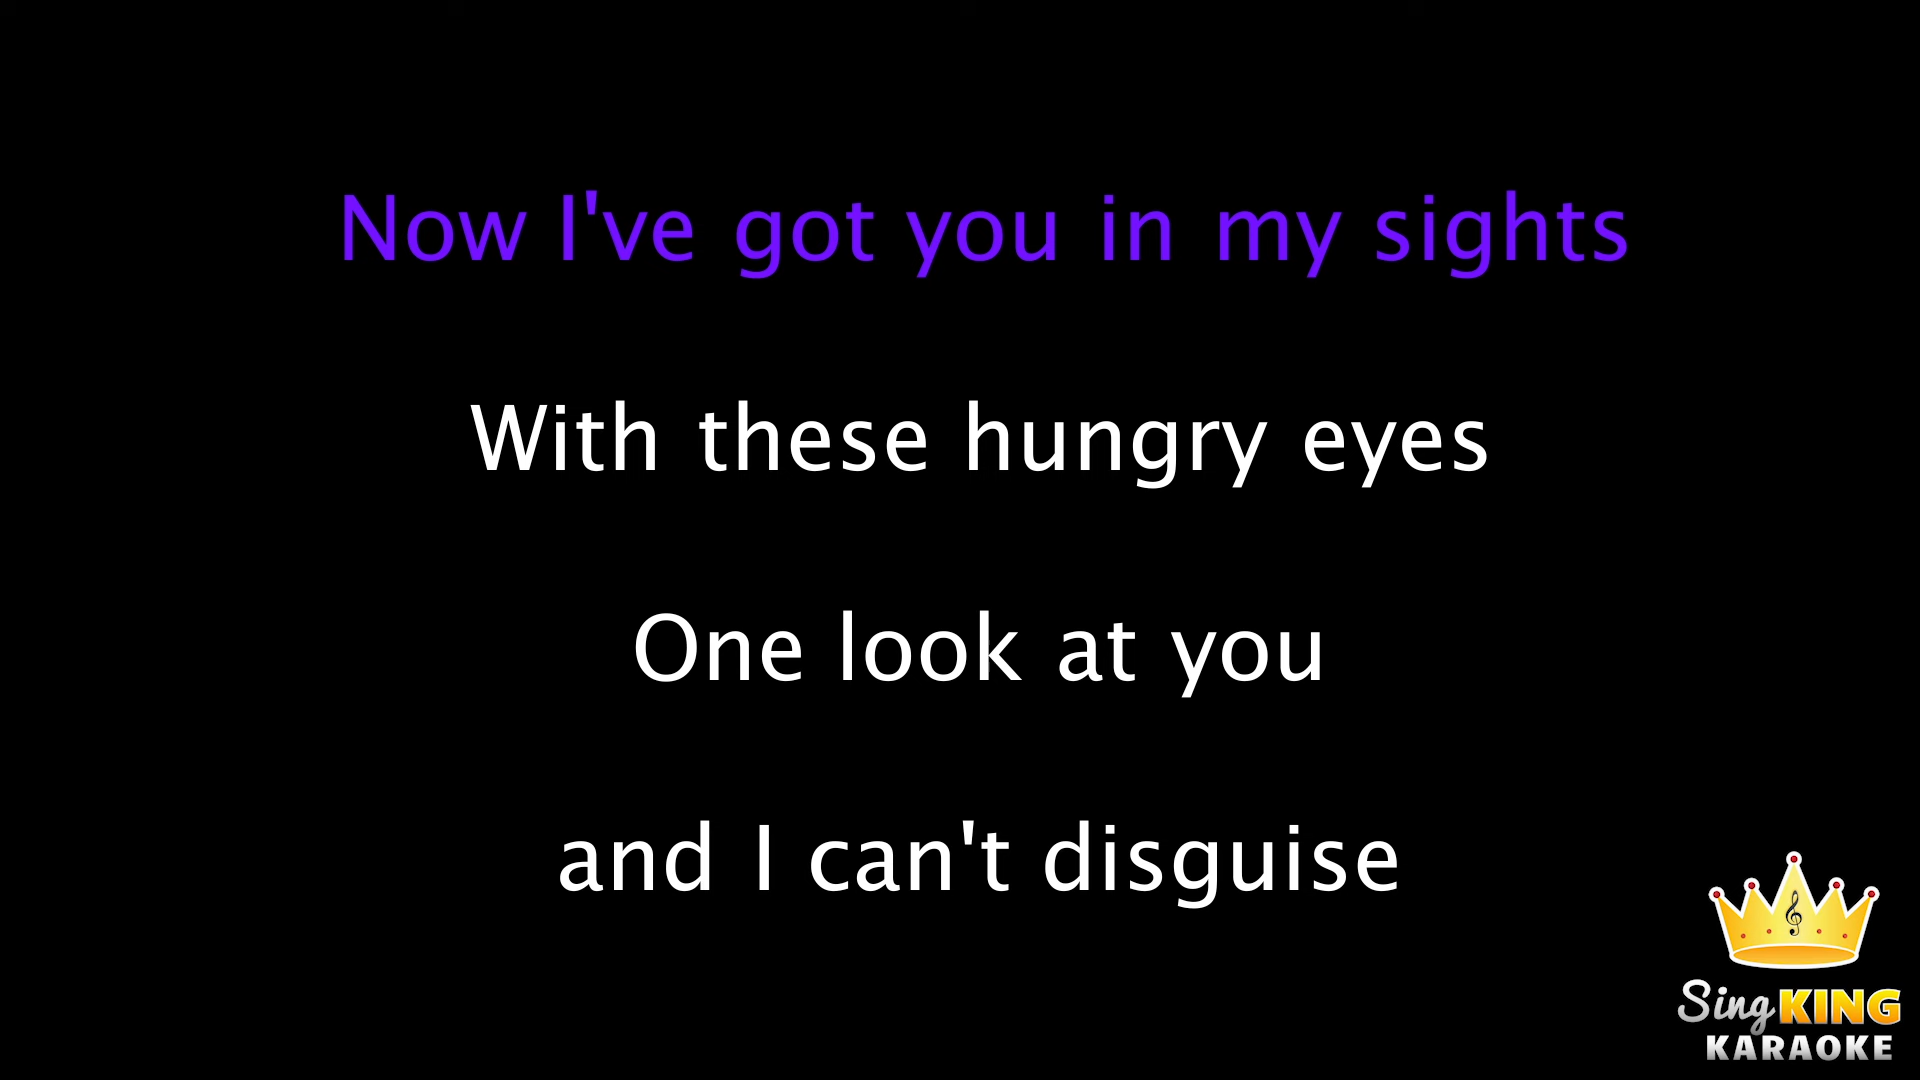 Now I've got you in my sights
With these hungry eyes
One look at you
and I can't disguise
Sing KING
KARAOKE